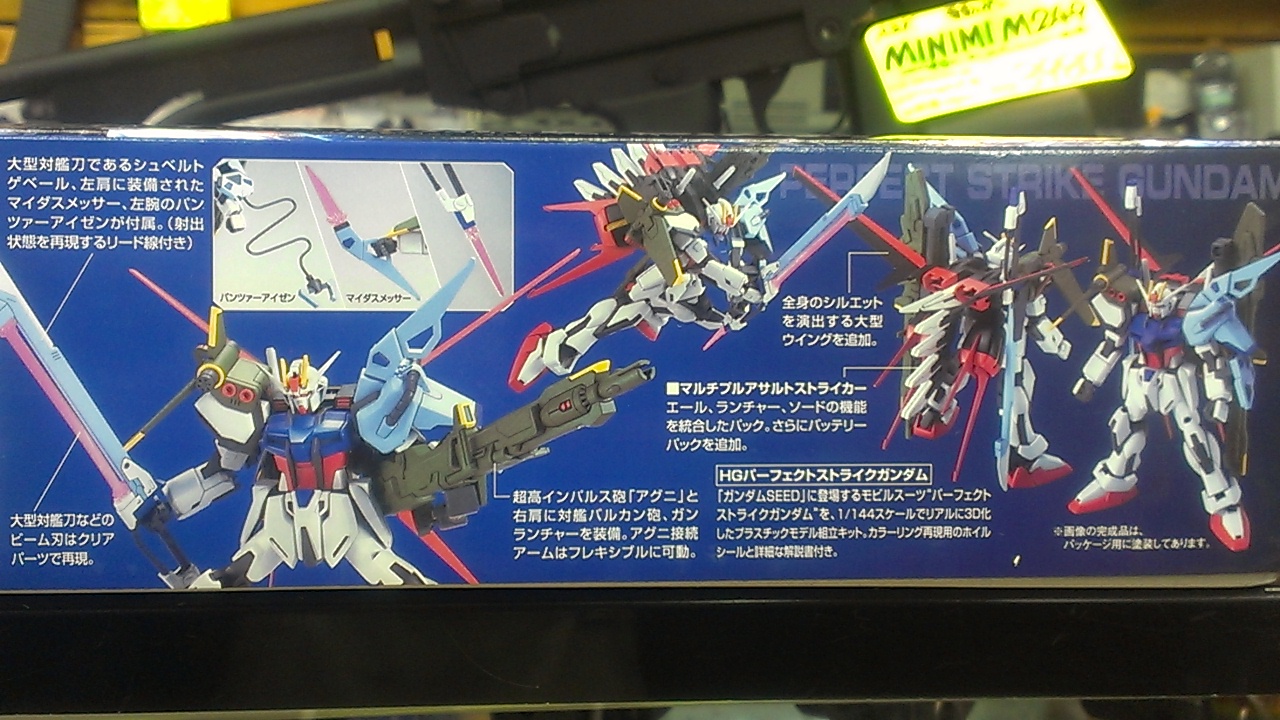 MINIMI M249
PERFECT STRIKE GUNDAM
大型対艦刀であるシュベルト
ゲベール、左肩に装備された
マイダスメッサー、左腕のパン
ツァーアイゼンが付属。(射出
状態を再現するリード線付き)
パンツァーアイゼン
マイダスメッサー
全身のシルエット
を演出する大型
ウイングを追加。
■マルチプルアサルトストライカー
エール、ランチャー、ソードの機能
を統合したパック。さらにバッテリー
パックを追加。
大型対艦刀などの
ビーム刃はクリア
パーツで再現。
超高インパルス砲「アグニ」と
右肩に対艦バルカン砲、ガン
ランチャーを装備。アグニ接続
アームはフレキシブルに可動。
HGパーフェクトストライクガンダム
「ガンダムSEED」に登場するモビルスーツ"パーフェクト
ストライクガンダム"を、1/144スケールでリアルに3D化
したプラスチックモデル組立キット。カラーリング再現用のホイル
シールと詳細な解説書付き。
※画像の完成品は、
パッケージ用に塗装してあります。